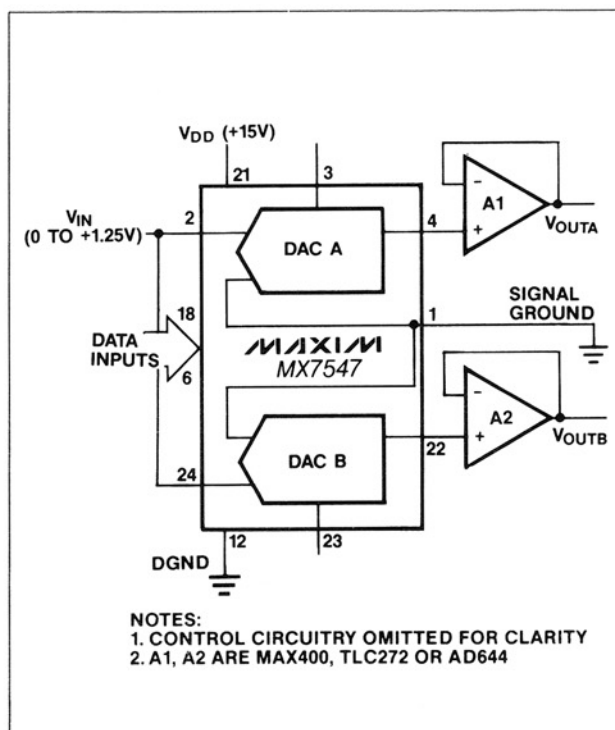 VDD (+15V)
21
3
VIN
(0 TO +1.25V)
2
DAC A
4
-
A1
+
VOUTA
18
DATA
INPUTS
6
MAXIM
MX7547
1
SIGNAL
GROUND
DAC B
22
-
A2
+
VOUTB
24
12
23
DGND
NOTES:
1. CONTROL CIRCUITRY OMITTED FOR CLARITY
2. A1, A2 ARE MAX400, TLC272 OR AD644